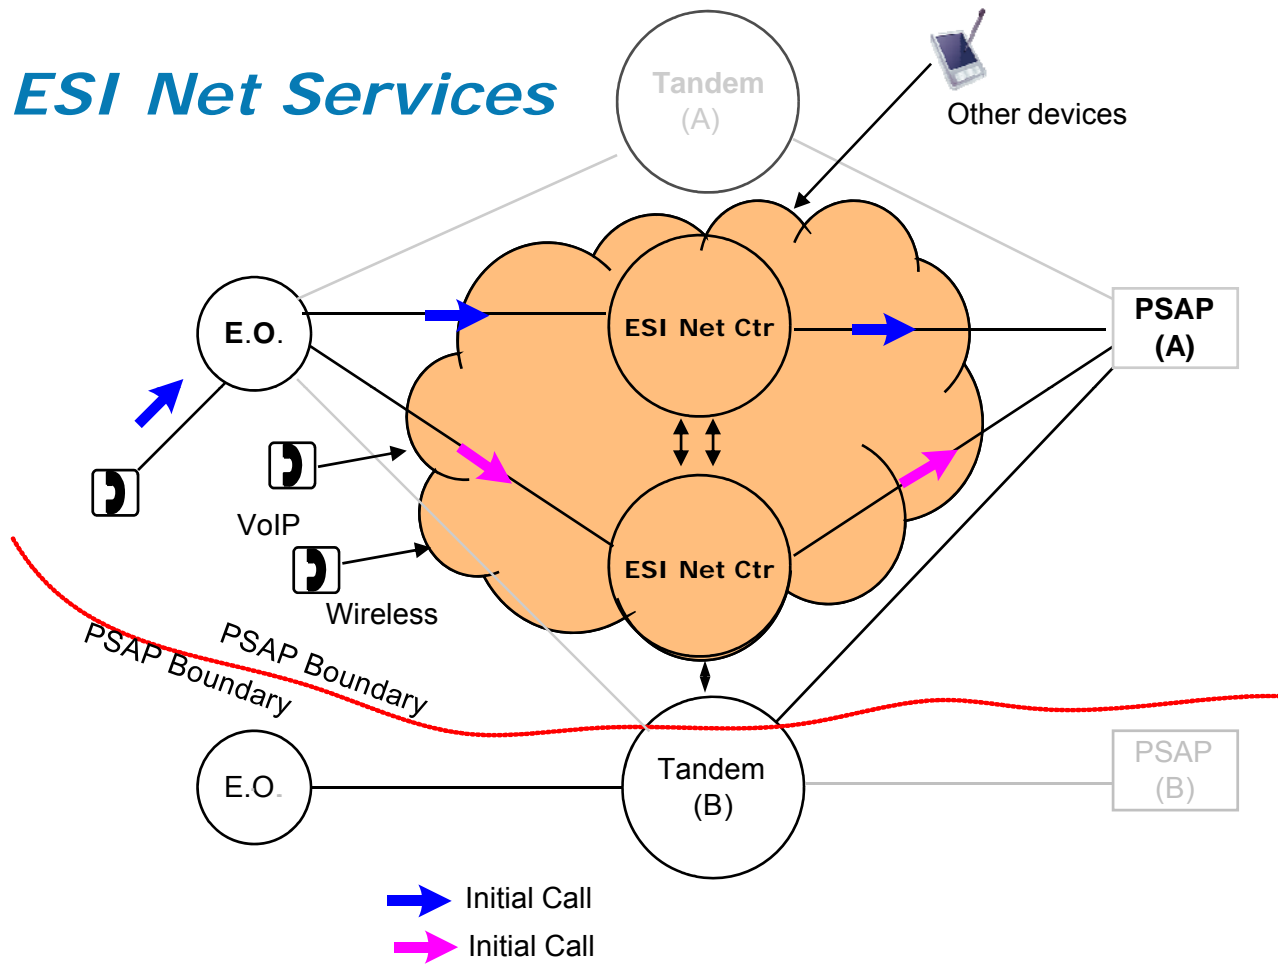 ESI Net Services
Tandem
(A)
Other devices
E.O.
ESI Net Ctr
PSAP
(A)
VoIP
ESI Net Ctr
Wireless
PSAP Boundary
PSAP Boundary
E.O.
Tandem
(B)
PSAP
(B)
Initial Call
Initial Call